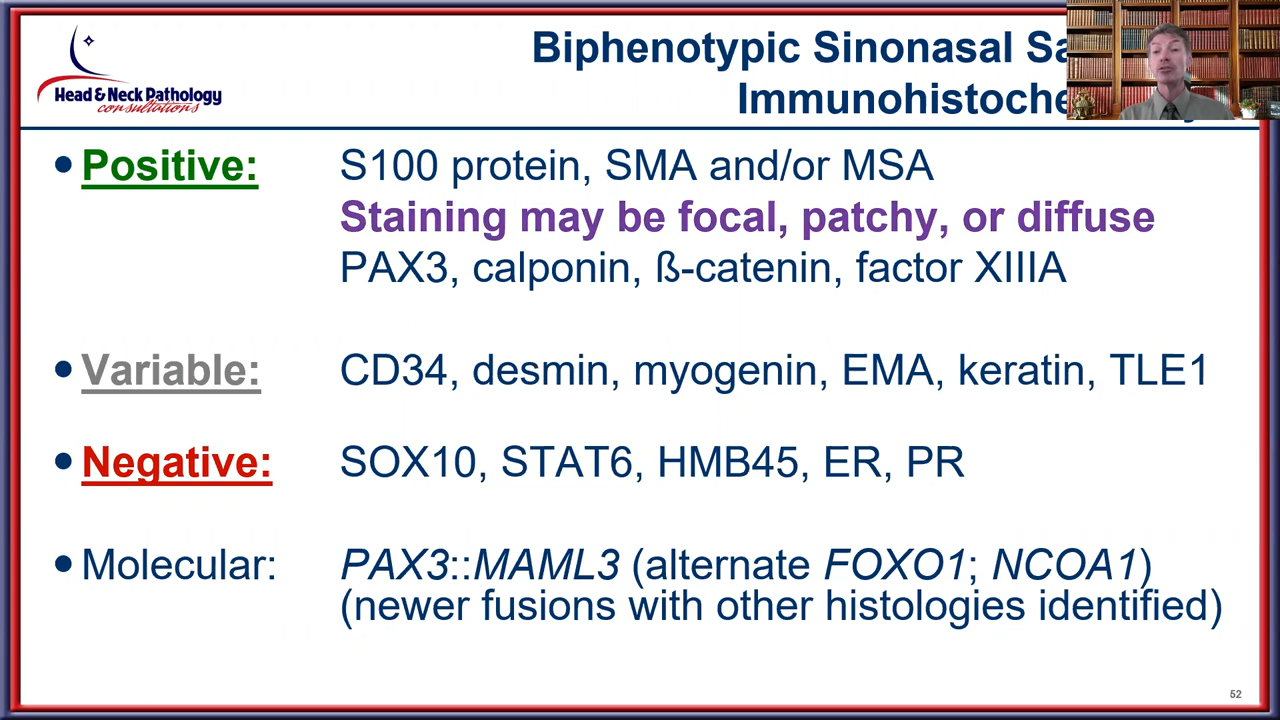 Head & Neck Pathology
consultations
Biphenotypic Sinonasal
Positive: S100 protein, SMA and/or MSA
Staining may be focal, patchy, or diffuse
PAX3, calponin, ß-catenin, factor XIIIA
Variable: CD34, desmin, myogenin, EMA, keratin, TLE1
Negative: SOX10, STAT6, HMB45, ER, PR
Molecular: PAX3::MAML3 (alternate FOXO1; NCOA1)
(newer fusions with other histologies identified)
52